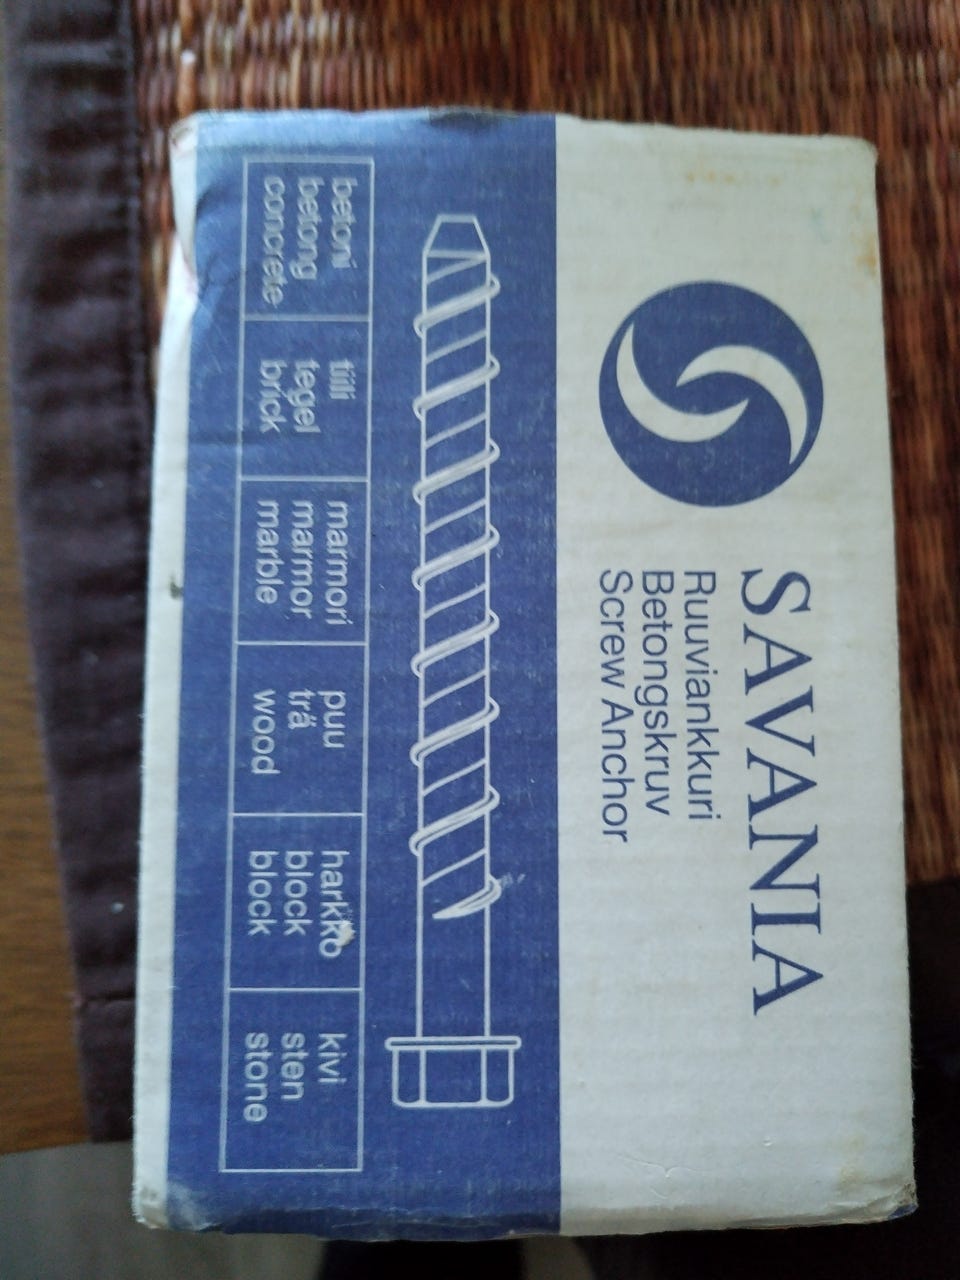 SAVANIA
Ruuviankkuri
Betongskruv
Screw Anchor
betoni
betong
concrete
tiili
tegel
brick
marmori
marmor
marble
puu
trä
wood
harkko
block
block
kivi
sten
stone